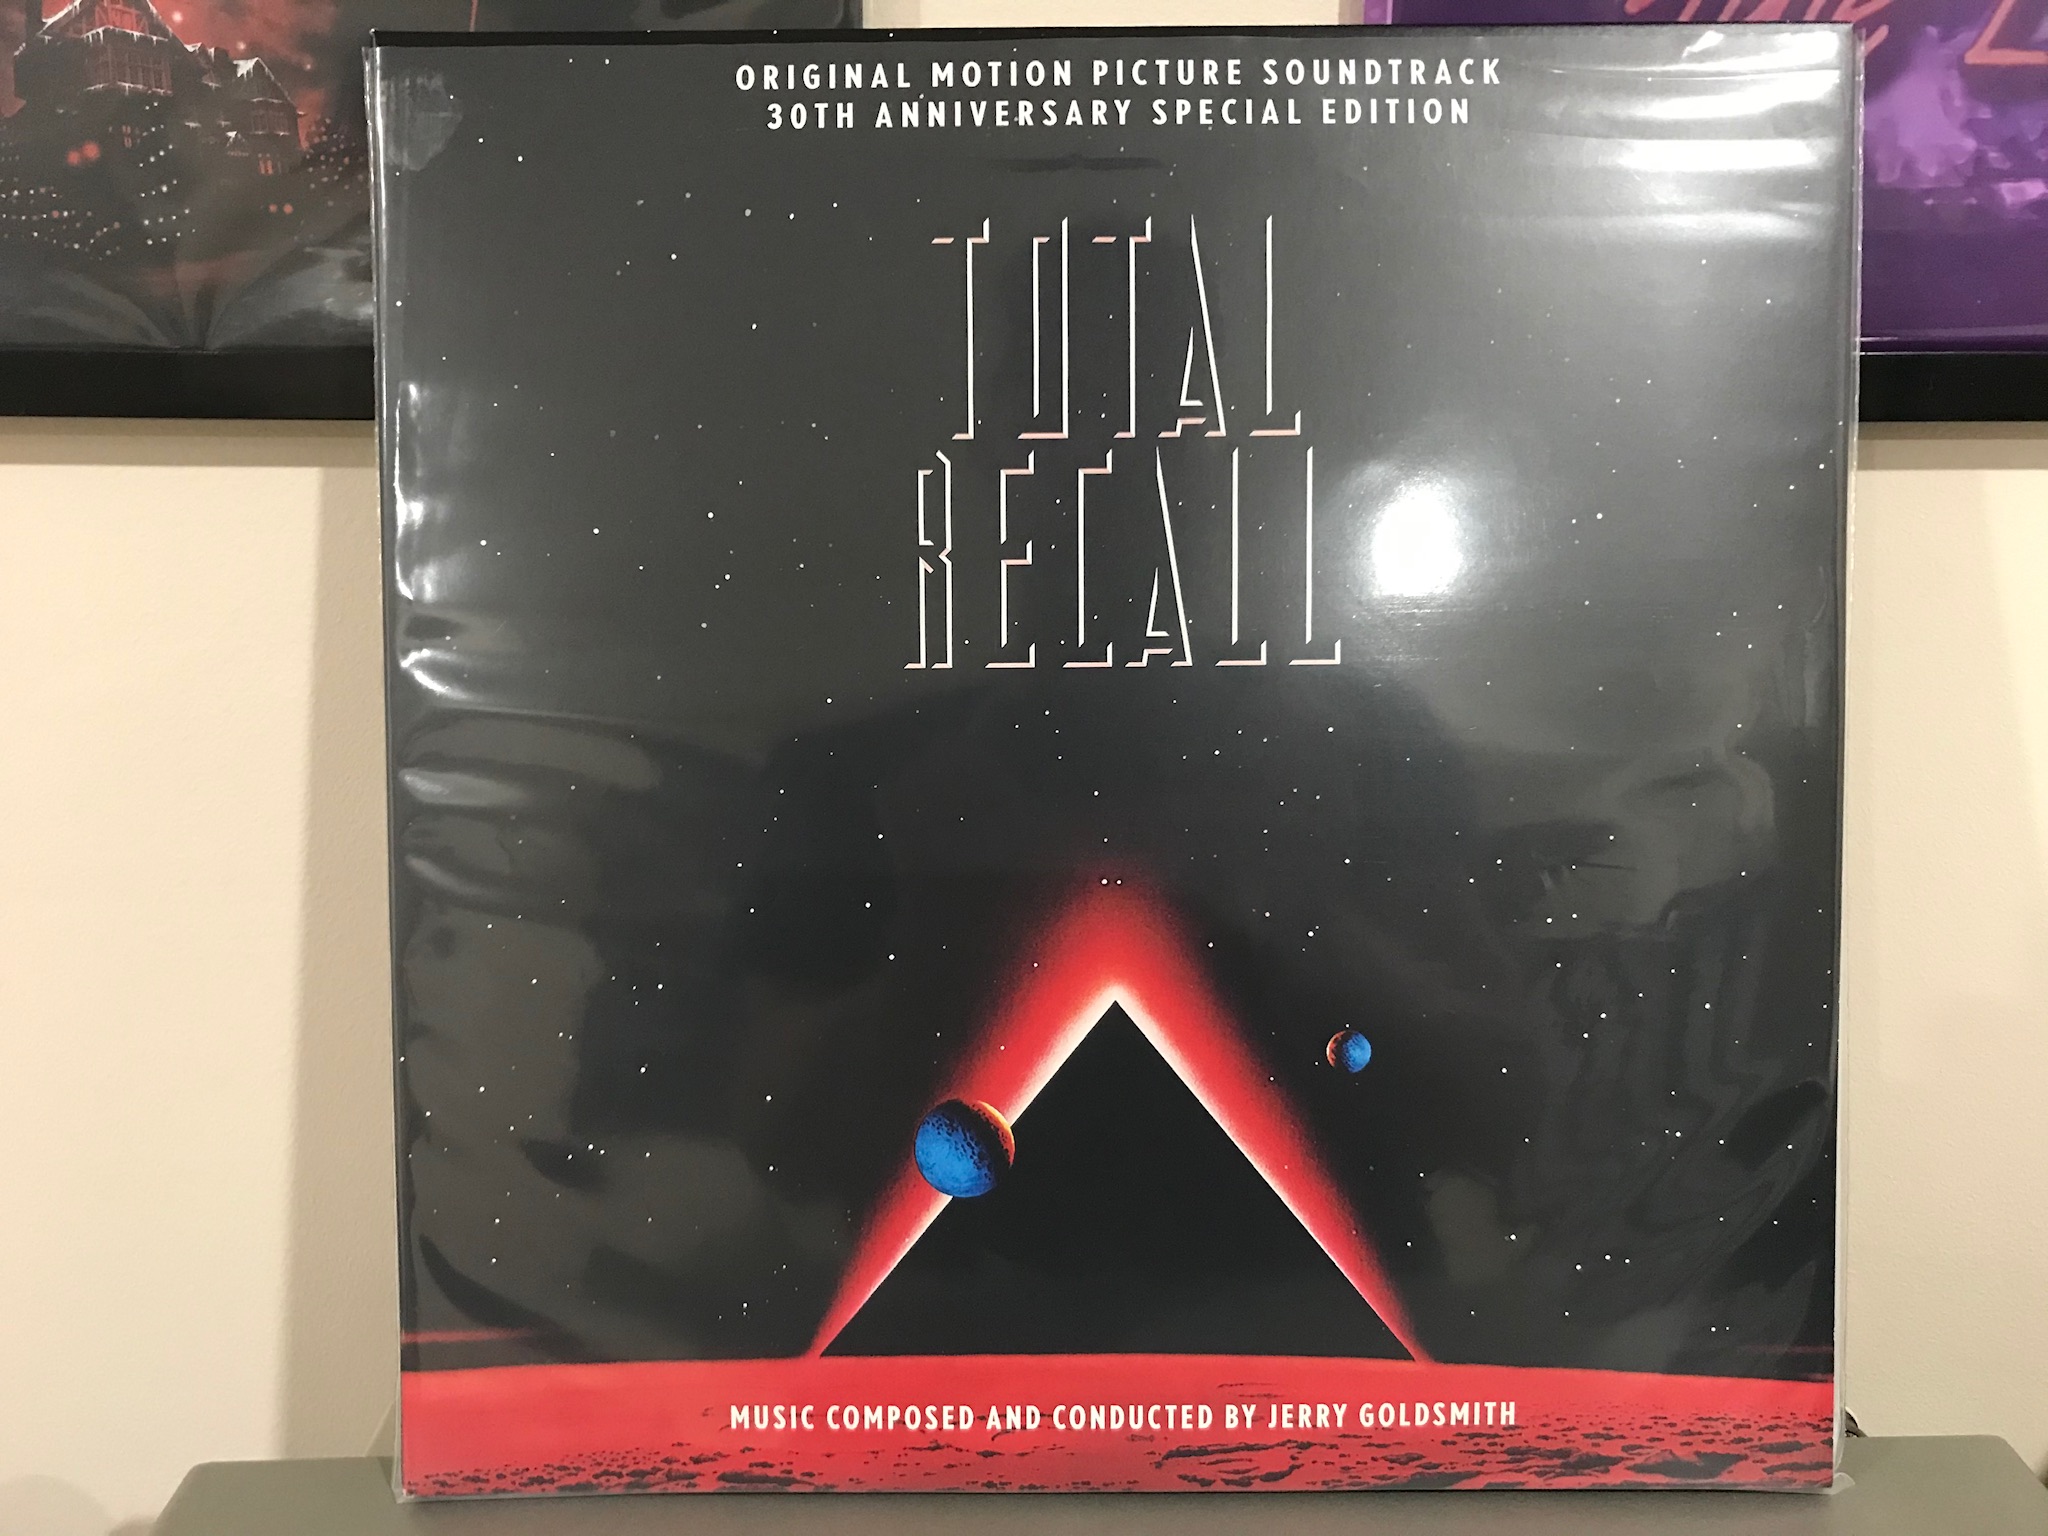 ORIGINAL MOTION PICTURE SOUNDTRACK
30TH ANNIVERSARY SPECIAL EDITION
TOTAL
RECALL
MUSIC COMPOSED AND CONDUCTED BY JERRY GOLDSMITH